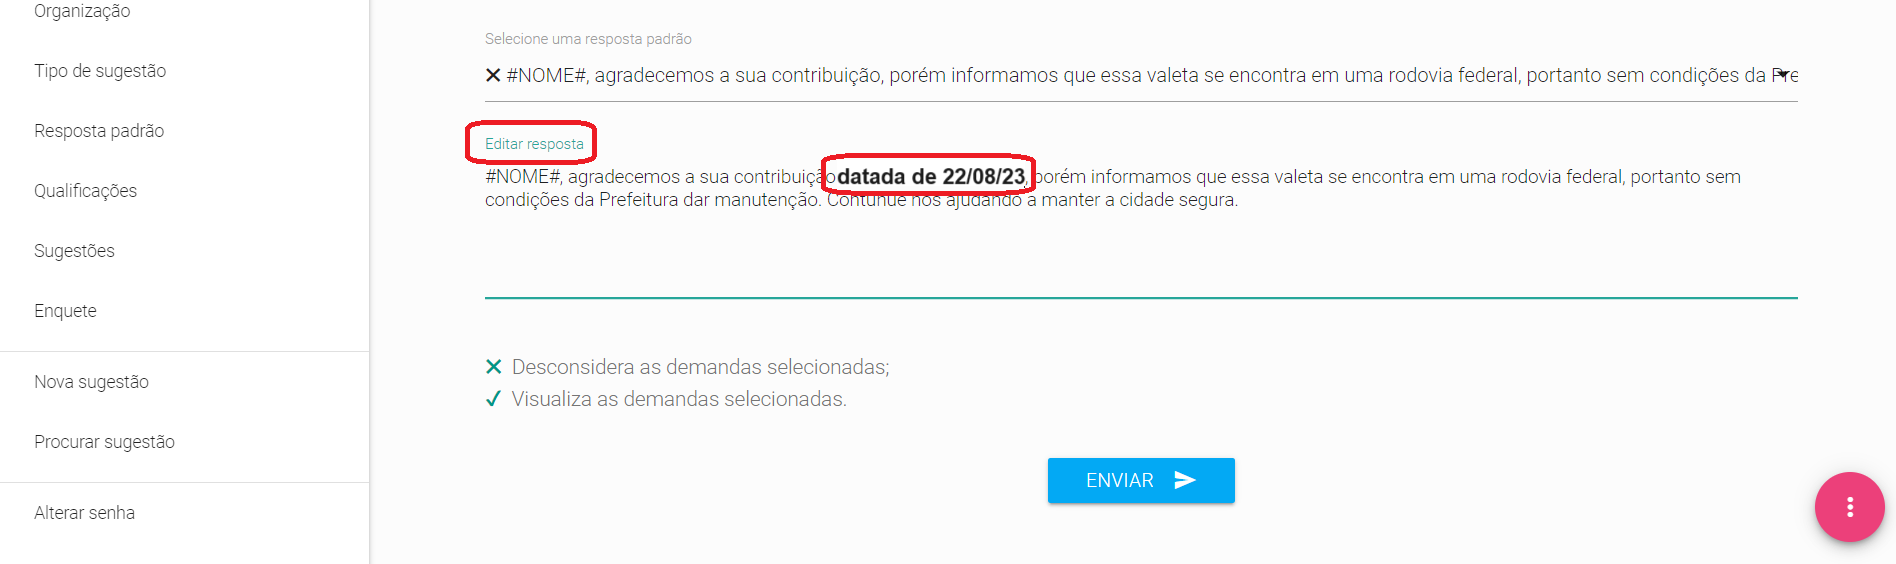 Organização
Tipo de sugestão
Resposta padrão
Qualificações
Sugestões
Enquete
Nova sugestão
Procurar sugestão
Alterar senha
Selecione uma resposta padrão
✕ #NOME#, agradecemos a sua contribuição, porém informamos que essa valeta se encontra em uma rodovia federal, portanto sem condições da Pre
Editar resposta
#NOME#, agradecemos a sua contribuição datada de 22/08/23, porém informamos que essa valeta se encontra em uma rodovia federal, portanto sem
condições da Prefeitura dar manutenção. Contunue nos ajudando a manter a cidade segura.
✕ Desconsidera as demandas selecionadas;
✓ Visualiza as demandas selecionadas.
ENVIAR